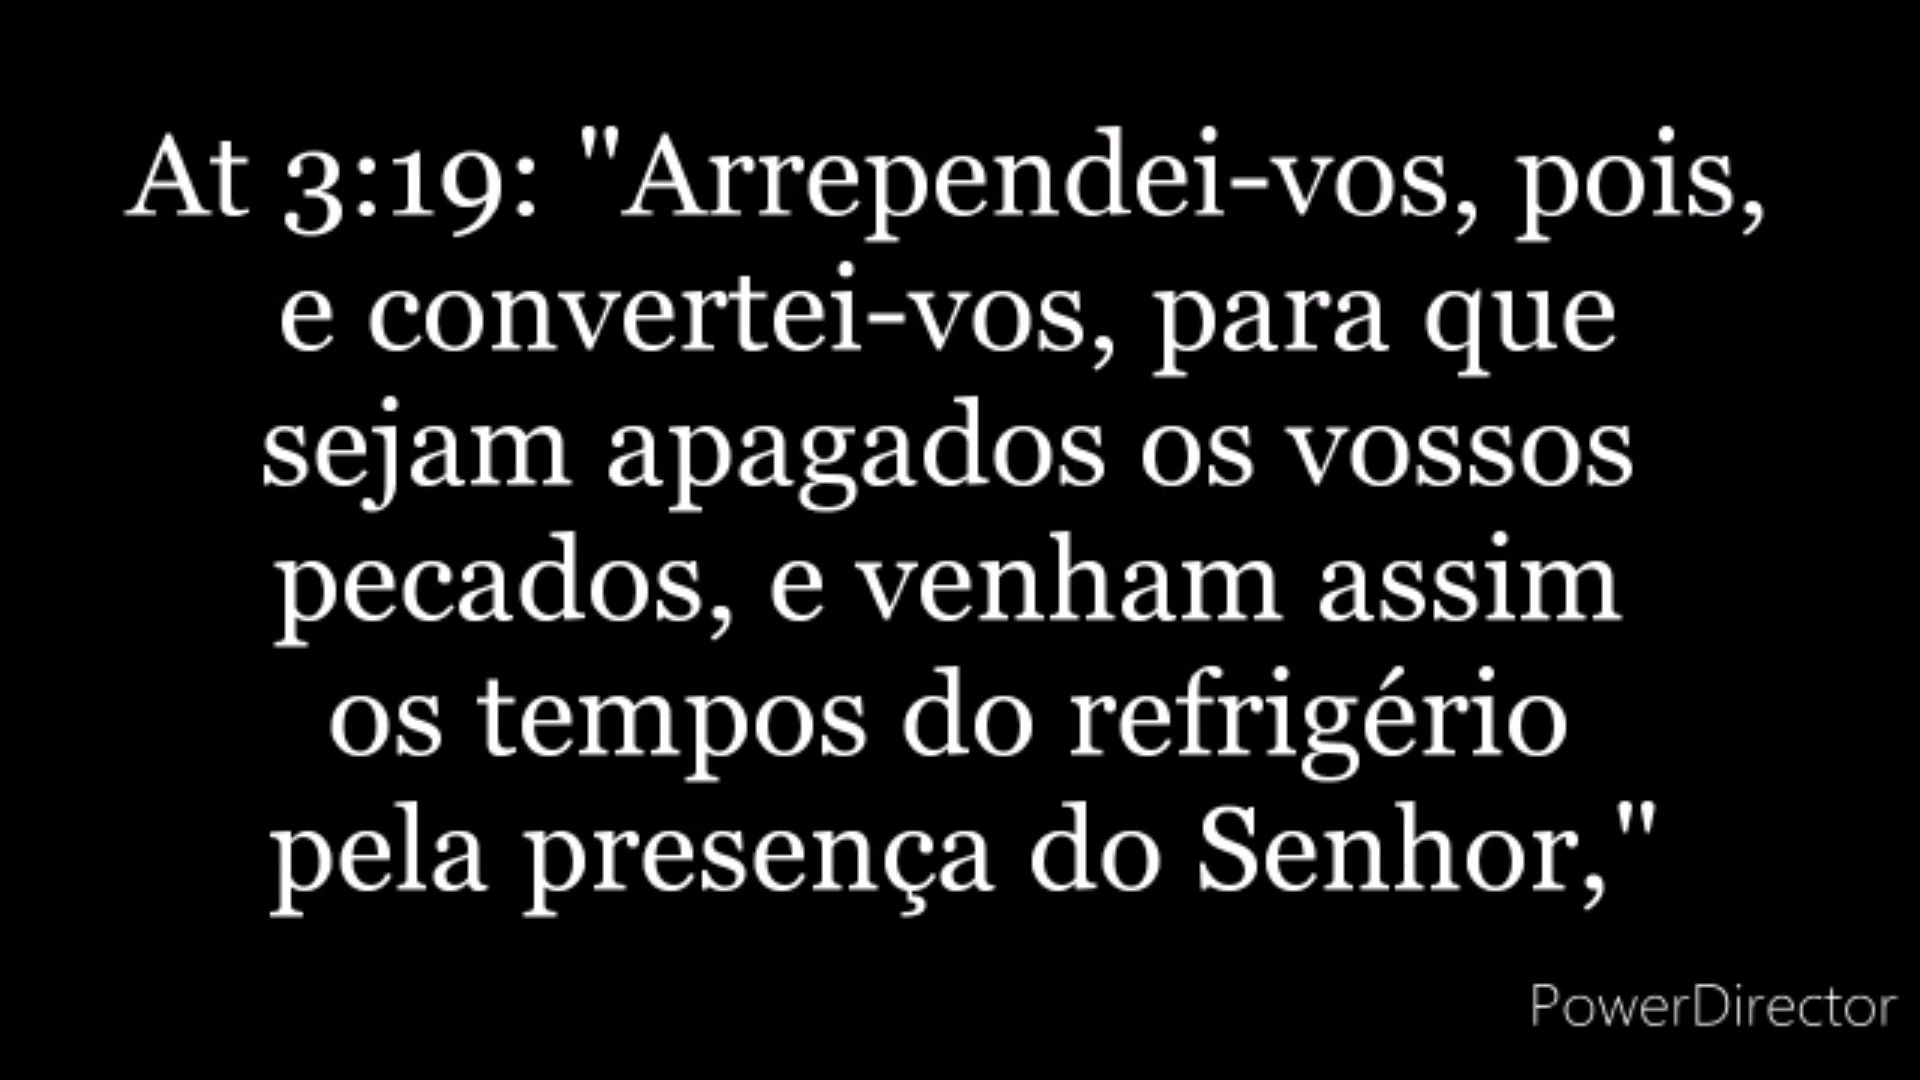 At 3:19: "Arrependei-vos, pois,
e convertei-vos, para que
sejam apagados os vossos
pecados, e venham assim
os tempos do refrigério
pela presença do Senhor,"
PowerDirector